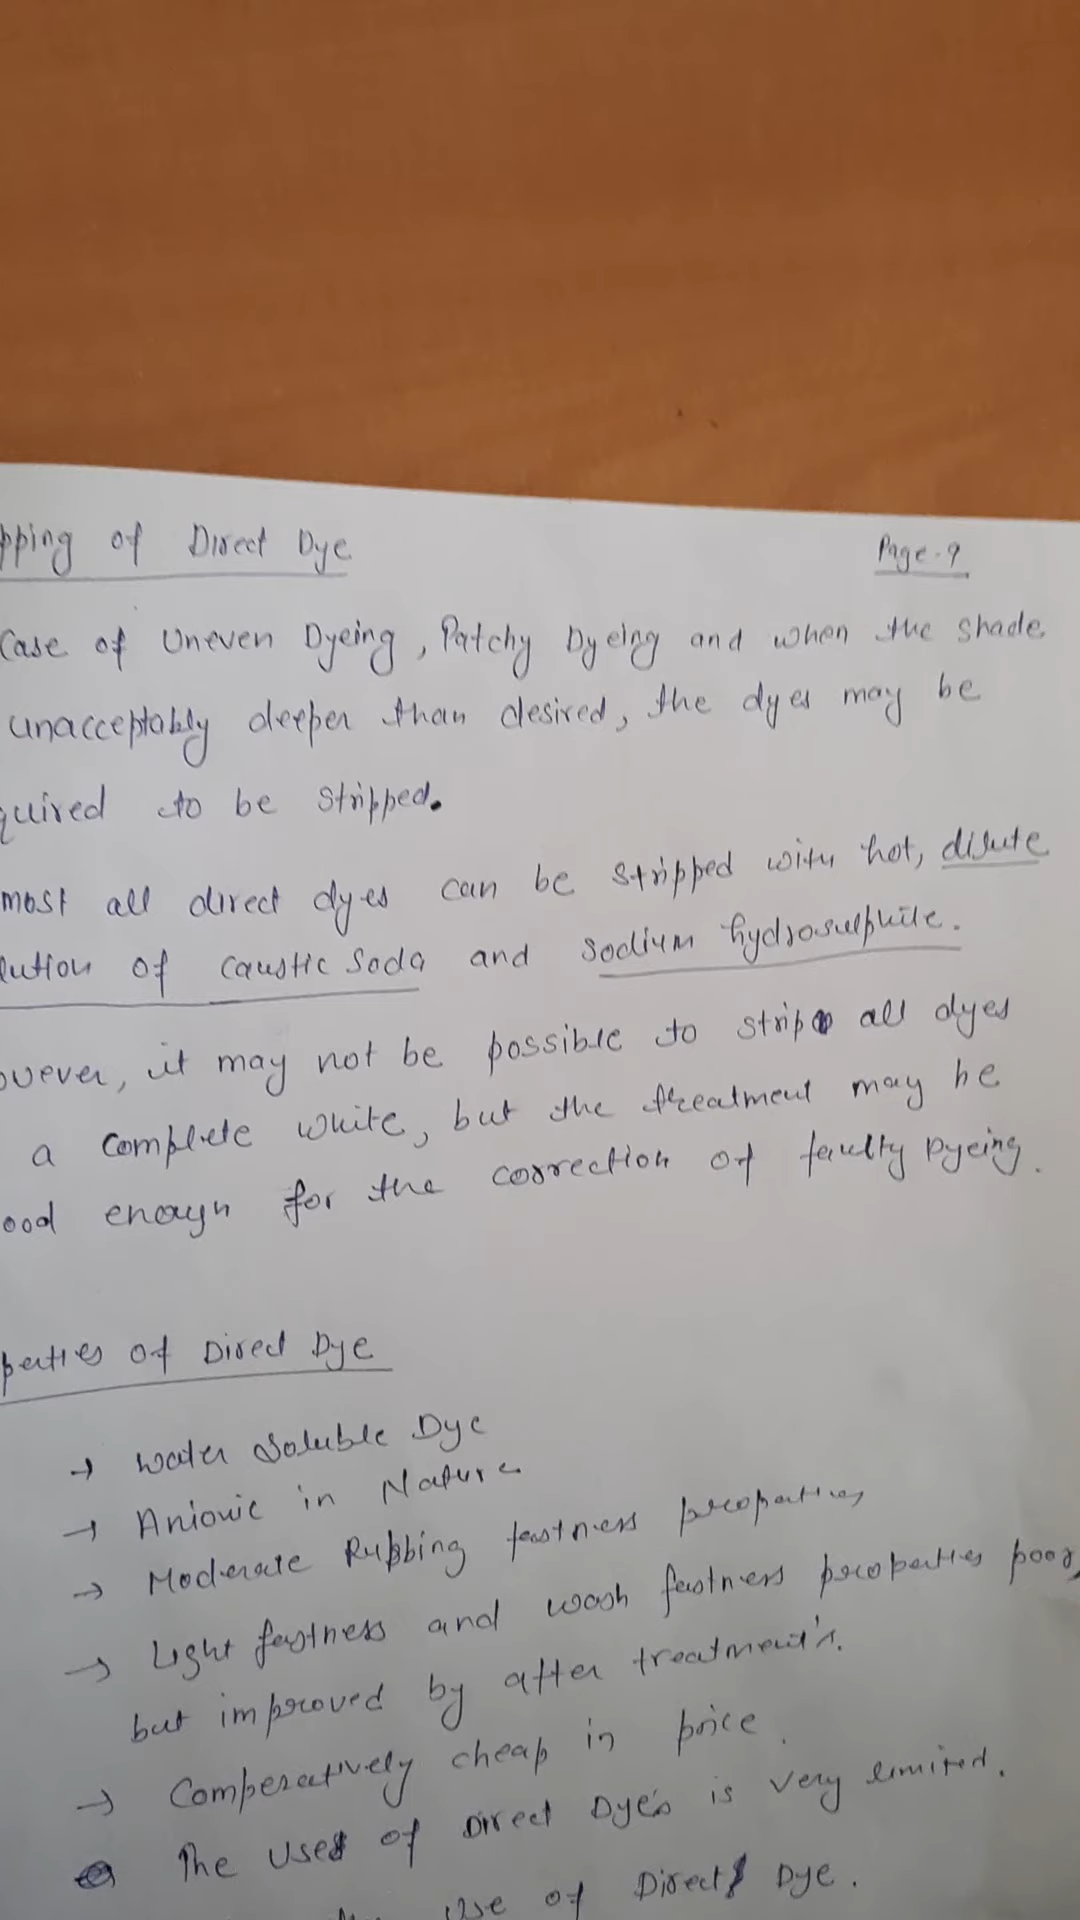 pping of Direct Dye
Page-9
Case of Uneven Dyeing, Patchy Dyeing and when the shade
unacceptably deeper than desired, the dyes may be
quired to be stripped.
most all direct dyes can be stripped with hot, dilute
lution of caustic Soda and sodium hydrosulphite.
owever, it may not be possible to strip all dyes
a complete white, but the treatment may be
ood enough for the correction of faulty Dyeing.
perties of Direct Dye
→ Water Soluble Dye
→ Anionic in Nature
→ Moderate Rubbing fastness properties
→ Light fastness and wash fastness properties poor,
but improved by after treatment's.
→ Comperatively cheap in price.
The Uses of Direct Dye's is very limited.
Use of Direct Dye.